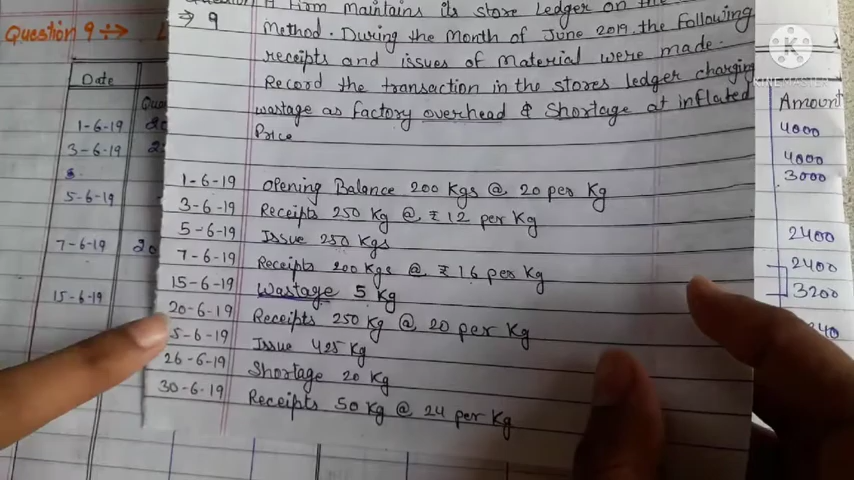 A Firm maintains its store Ledger on the
⇒ 9 Method. During the Month of June 2019 the following
receipts and issues of Material were made.
Record the transaction in the stores ledger charging
wastage as factory overhead & Shortage at inflated
Price
1-6-19 Opening Balance 200 Kgs @ 20 per Kg
3-6-19 Receipts 250 Kg @ ₹12 per Kg
5-6-19 Issue 250 Kgs
7-6-19 Receipts 200 Kgs @ ₹16 per Kg
15-6-19 Wastage 5 Kg
20-6-19 Receipts 250 Kg @ 20 per Kg
5-6-19 Issue 425 Kg
26-6-19 Shortage 20 Kg
30-6-19 Receipts 50 Kg @ 24 per Kg
Question 9 ⇒
Date
1-6-19
3-6-19
5-6-19
7-6-19
15-6-19
Amount
4000
4000
3000
2400
2400
3200
KINEMASTER